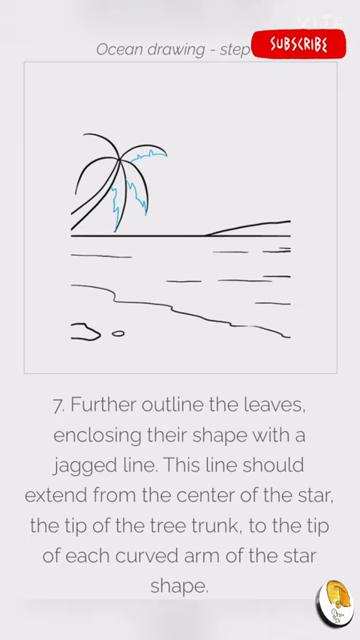 Ocean drawing - step
SUBSCRIBE
7. Further outline the leaves,
enclosing their shape with a
jagged line. This line should
extend from the center of the star,
the tip of the tree trunk, to the tip
of each curved arm of the star
shape.